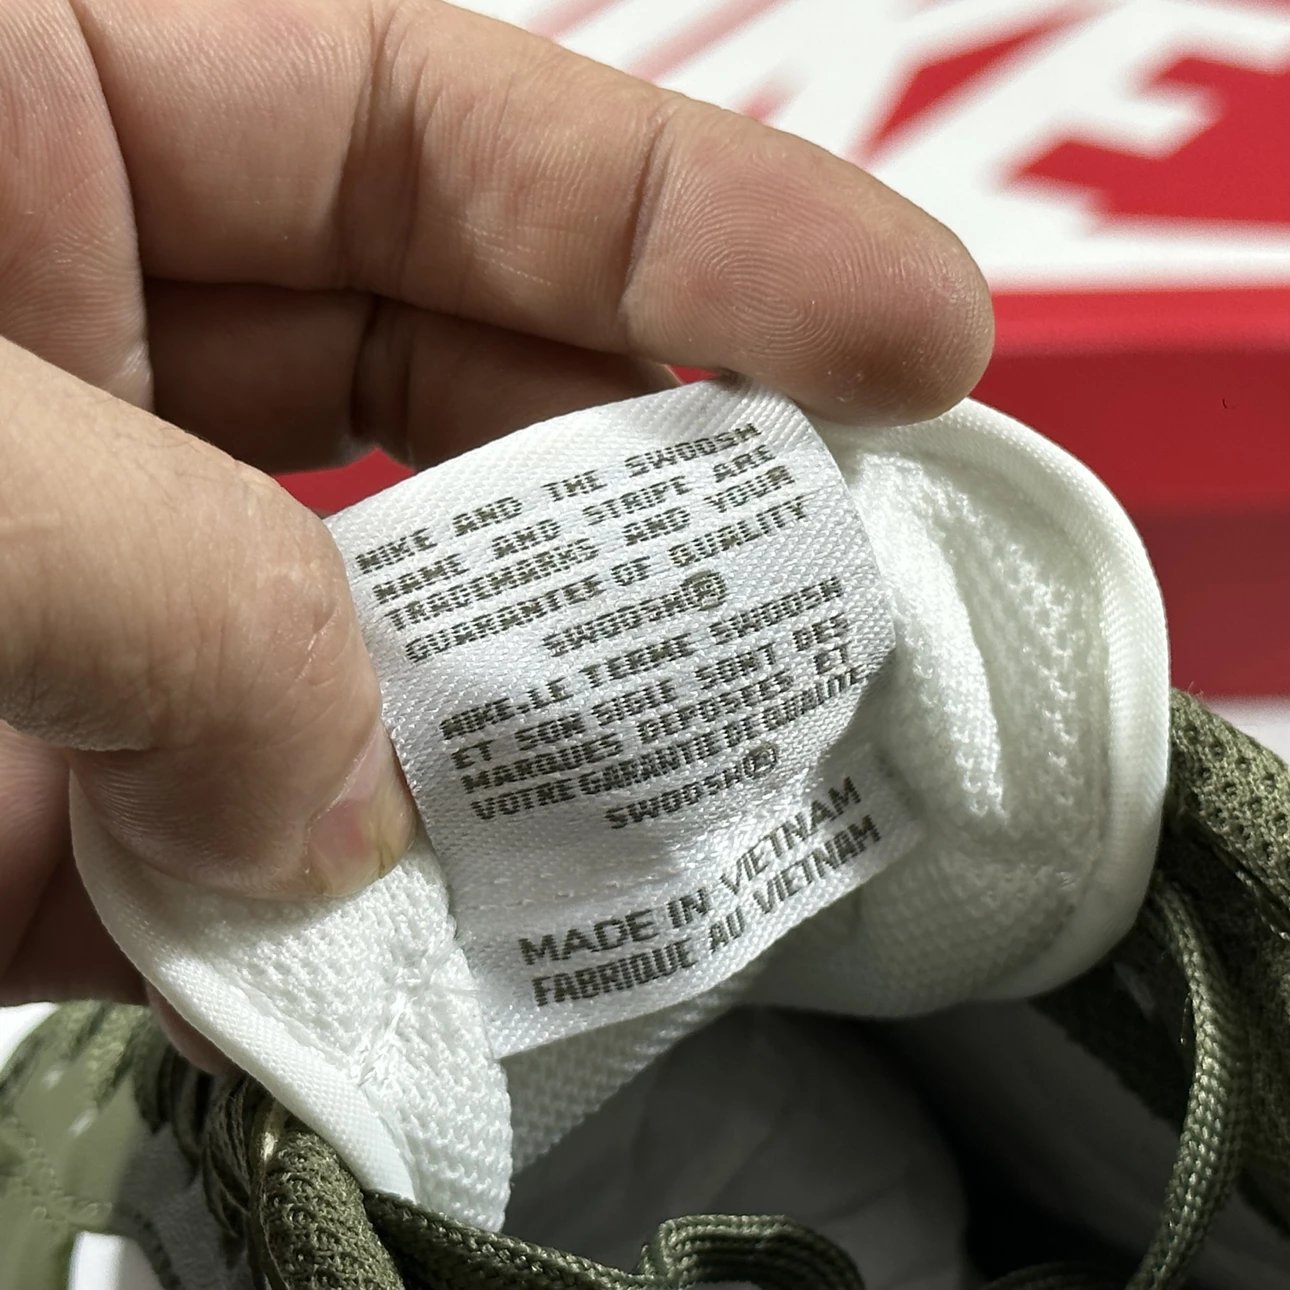 NIKE
NIKE AND THE SWOOSH
NAME AND STRIPE ARE
TRADEMARKS AND YOUR
GUARANTEE OF QUALITY
SWOOSH®
NIKE-LE TERME SWOOSH
ET SON SIGLE SONT DES
MARQUES DEPOSEES ET
VOTRE GARANTIE DE QUALITE
SWOOSH®
MADE IN VIETNAM
FABRIQUE AU VIETNAM